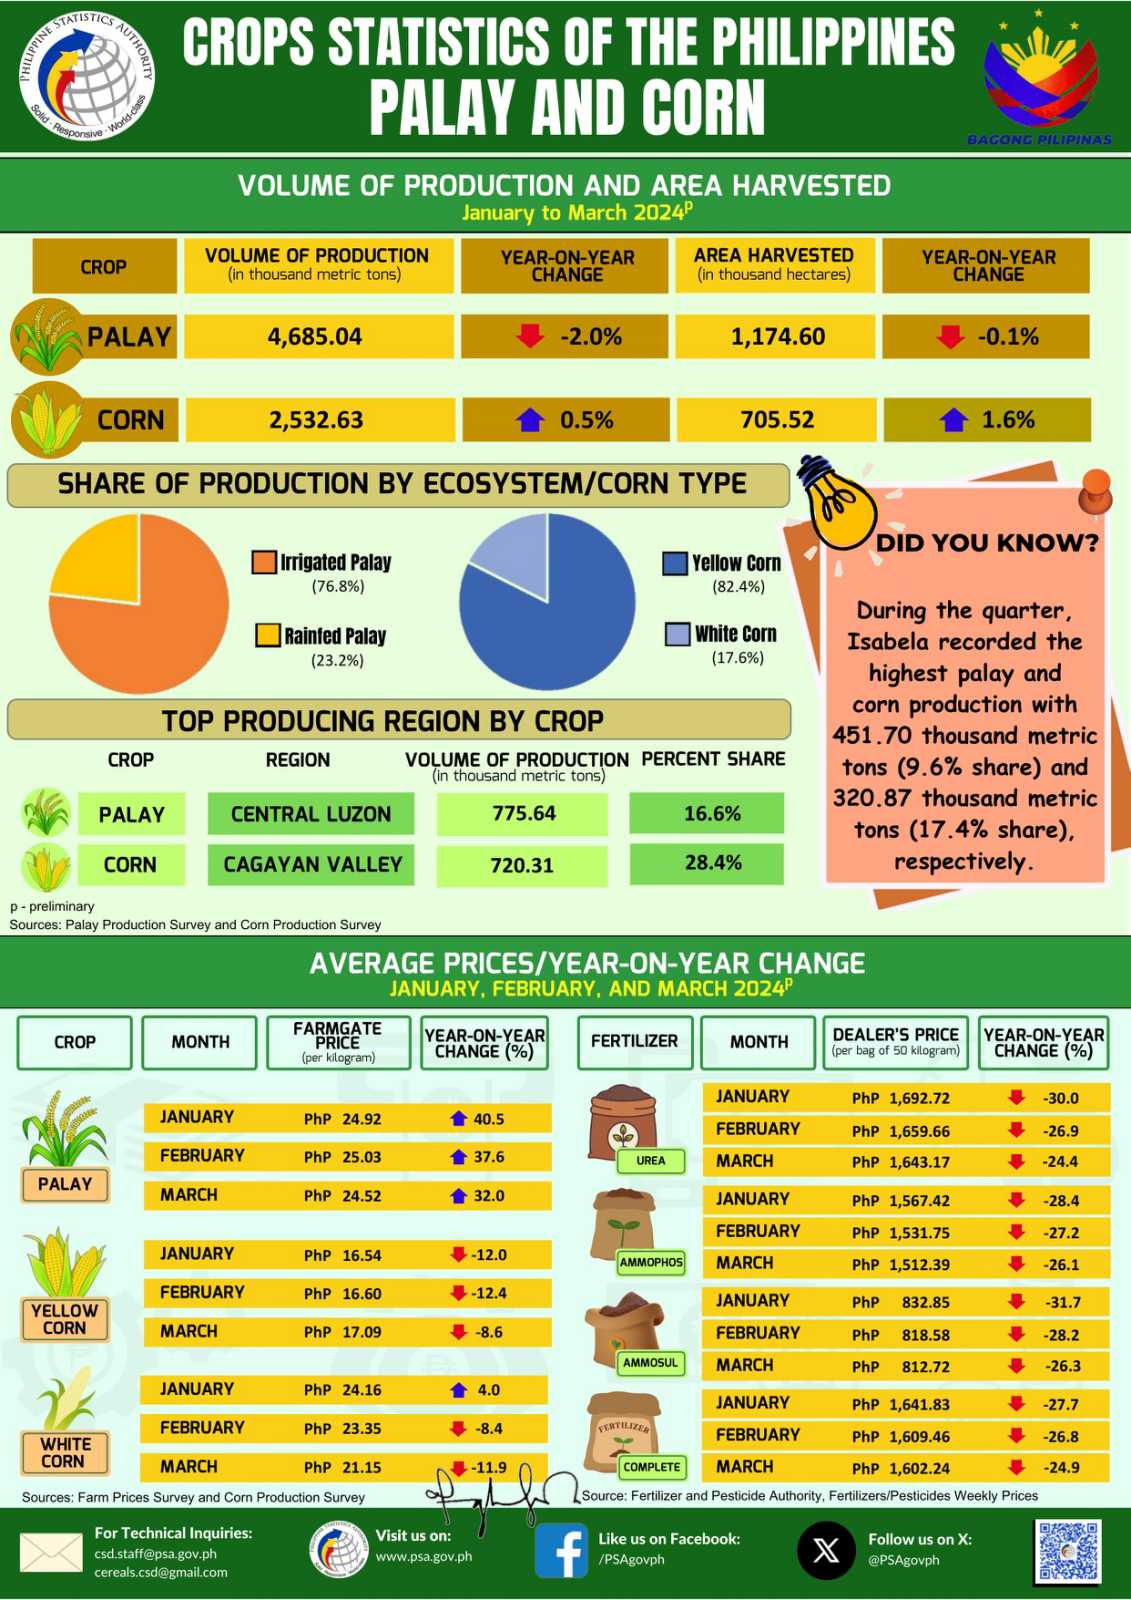 PHILIPPINE STATISTICS AUTHORITY
Solid · Responsive · World-class
CROPS STATISTICS OF THE PHILIPPINES
PALAY AND CORN
BAGONG PILIPINAS
VOLUME OF PRODUCTION AND AREA HARVESTED
January to March 2024ᵖ
CROP
VOLUME OF PRODUCTION
(in thousand metric tons)
YEAR-ON-YEAR
CHANGE
AREA HARVESTED
(in thousand hectares)
YEAR-ON-YEAR
CHANGE
PALAY 4,685.04 -2.0% 1,174.60 -0.1%
CORN 2,532.63 0.5% 705.52 1.6%
SHARE OF PRODUCTION BY ECOSYSTEM/CORN TYPE
Irrigated Palay
(76.8%)
Rainfed Palay
(23.2%)
Yellow Corn
(82.4%)
White Corn
(17.6%)
DID YOU KNOW?
During the quarter,
Isabela recorded the
highest palay and
corn production with
451.70 thousand metric
tons (9.6% share) and
320.87 thousand metric
tons (17.4% share),
respectively.
TOP PRODUCING REGION BY CROP
CROP
REGION
VOLUME OF PRODUCTION
(in thousand metric tons)
PERCENT SHARE
PALAY CENTRAL LUZON 775.64 16.6%
CORN CAGAYAN VALLEY 720.31 28.4%
p - preliminary
Sources: Palay Production Survey and Corn Production Survey
AVERAGE PRICES/YEAR-ON-YEAR CHANGE
JANUARY, FEBRUARY, AND MARCH 2024ᵖ
CROP
MONTH
FARMGATE
PRICE
(per kilogram)
YEAR-ON-YEAR
CHANGE (%)
PALAY
JANUARY PhP 24.92 40.5
FEBRUARY PhP 25.03 37.6
MARCH PhP 24.52 32.0
YELLOW
CORN
JANUARY PhP 16.54 -12.0
FEBRUARY PhP 16.60 -12.4
MARCH PhP 17.09 -8.6
WHITE
CORN
JANUARY PhP 24.16 4.0
FEBRUARY PhP 23.35 -8.4
MARCH PhP 21.15 -11.9
Sources: Farm Prices Survey and Corn Production Survey
FERTILIZER
MONTH
DEALER'S PRICE
(per bag of 50 kilogram)
YEAR-ON-YEAR
CHANGE (%)
UREA
JANUARY PhP 1,692.72 -30.0
FEBRUARY PhP 1,659.66 -26.9
MARCH PhP 1,643.17 -24.4
AMMOPHOS
JANUARY PhP 1,567.42 -28.4
FEBRUARY PhP 1,531.75 -27.2
MARCH PhP 1,512.39 -26.1
AMMOSUL
JANUARY PhP 832.85 -31.7
FEBRUARY PhP 818.58 -28.2
MARCH PhP 812.72 -26.3
FERTILIZER
COMPLETE
JANUARY PhP 1,641.83 -27.7
FEBRUARY PhP 1,609.46 -26.8
MARCH PhP 1,602.24 -24.9
Source: Fertilizer and Pesticide Authority, Fertilizers/Pesticides Weekly Prices
For Technical Inquiries:
csd.staff@psa.gov.ph
cereals.csd@gmail.com
Visit us on:
www.psa.gov.ph
Like us on Facebook:
/PSAgovph
Follow us on X:
@PSAgovph